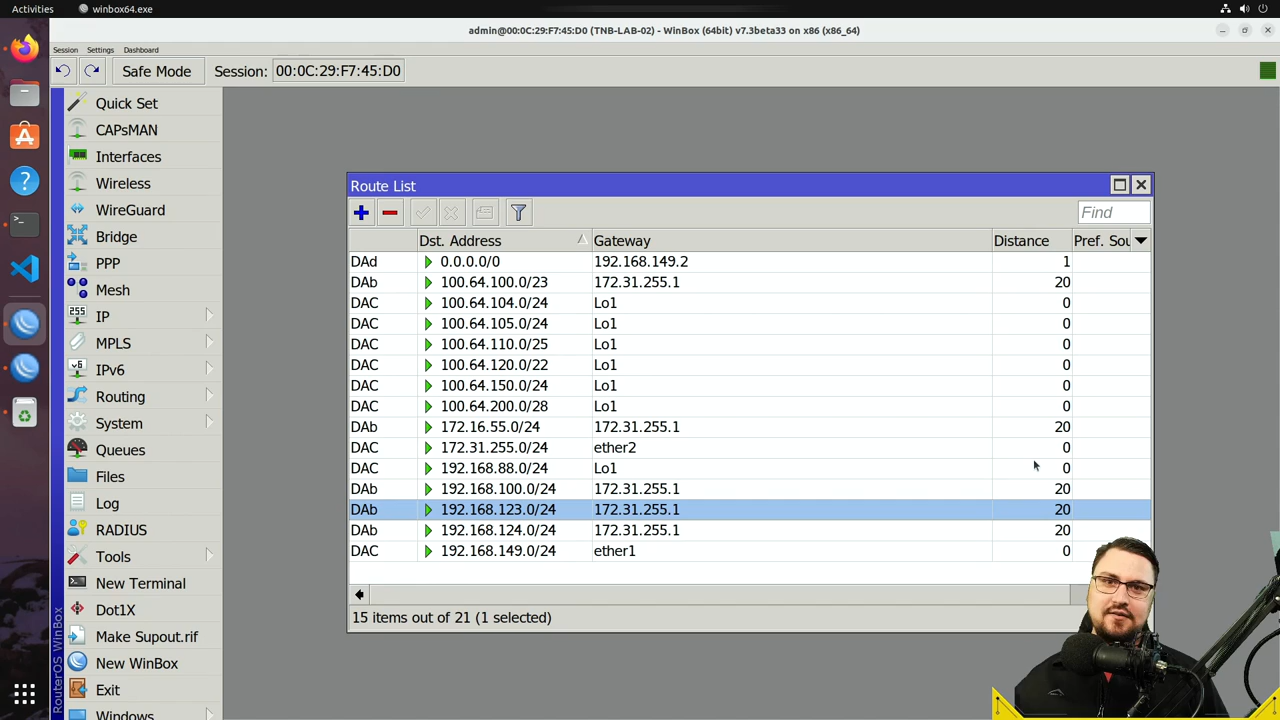 Activities winbox64.exe
admin@00:0C:29:F7:45:D0 (TNB-LAB-02) - WinBox (64bit) v7.3beta33 on x86 (x86_64)
Session Settings Dashboard
Safe Mode Session: 00:0C:29:F7:45:D0
Quick Set
CAPsMAN
Interfaces
Wireless
WireGuard
Bridge
PPP
Mesh
255 IP
MPLS
v6 IPv6
Routing
System
Queues
Files
Log
RADIUS
Tools
New Terminal
Dot1X
Make Supout.rif
New WinBox
Exit
Windows
RouterOS WinBox
Route List
Find
Dst. Address Gateway Distance Pref. Sou
DAd 0.0.0.0/0 192.168.149.2 1
DAb 100.64.100.0/23 172.31.255.1 20
DAC 100.64.104.0/24 Lo1 0
DAC 100.64.105.0/24 Lo1 0
DAC 100.64.110.0/25 Lo1 0
DAC 100.64.120.0/22 Lo1 0
DAC 100.64.150.0/24 Lo1 0
DAC 100.64.200.0/28 Lo1 0
DAb 172.16.55.0/24 172.31.255.1 20
DAC 172.31.255.0/24 ether2 0
DAC 192.168.88.0/24 Lo1 0
DAb 192.168.100.0/24 172.31.255.1 20
DAb 192.168.123.0/24 172.31.255.1 20
DAb 192.168.124.0/24 172.31.255.1 20
DAC 192.168.149.0/24 ether1 0
15 items out of 21 (1 selected)